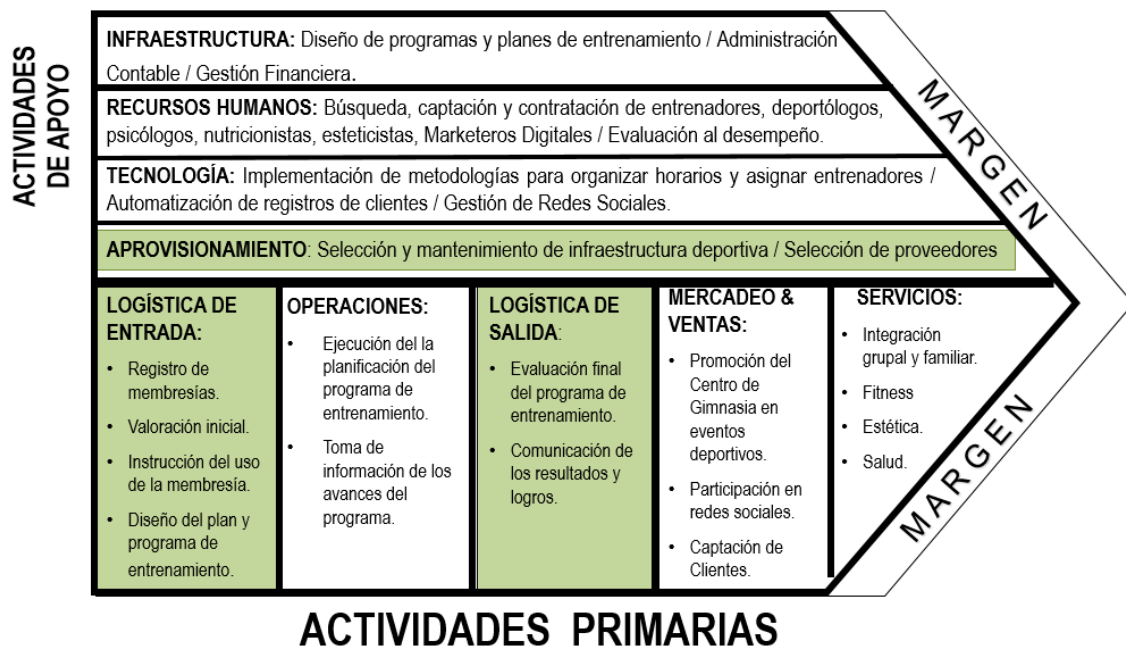 ACTIVIDADES
DE APOYO
INFRAESTRUCTURA: Diseño de programas y planes de entrenamiento / Administración
Contable / Gestión Financiera.
RECURSOS HUMANOS: Búsqueda, captación y contratación de entrenadores, deportólogos,
psicólogos, nutricionistas, esteticistas, Marketeros Digitales / Evaluación al desempeño.
TECNOLOGÍA: Implementación de metodologías para organizar horarios y asignar entrenadores /
Automatización de registros de clientes / Gestión de Redes Sociales.
APROVISIONAMIENTO: Selección y mantenimiento de infraestructura deportiva / Selección de proveedores
MARGEN
LOGÍSTICA DE
ENTRADA:
• Registro de
membresías.
• Valoración inicial.
• Instrucción del uso
de la membresía.
• Diseño del plan y
programa de
entrenamiento.
OPERACIONES:
• Ejecución del la
planificación del
programa de
entrenamiento.
• Toma de
información de los
avances del
programa.
LOGÍSTICA DE
SALIDA:
• Evaluación final
del programa de
entrenamiento.
• Comunicación de
los resultados y
logros.
MERCADEO &
VENTAS:
• Promoción del
Centro de
Gimnasia en
eventos
deportivos.
• Participación en
redes sociales.
• Captación de
Clientes.
SERVICIOS:
• Integración
grupal y familiar.
• Fitness
• Estética.
• Salud.
MARGEN
ACTIVIDADES PRIMARIAS